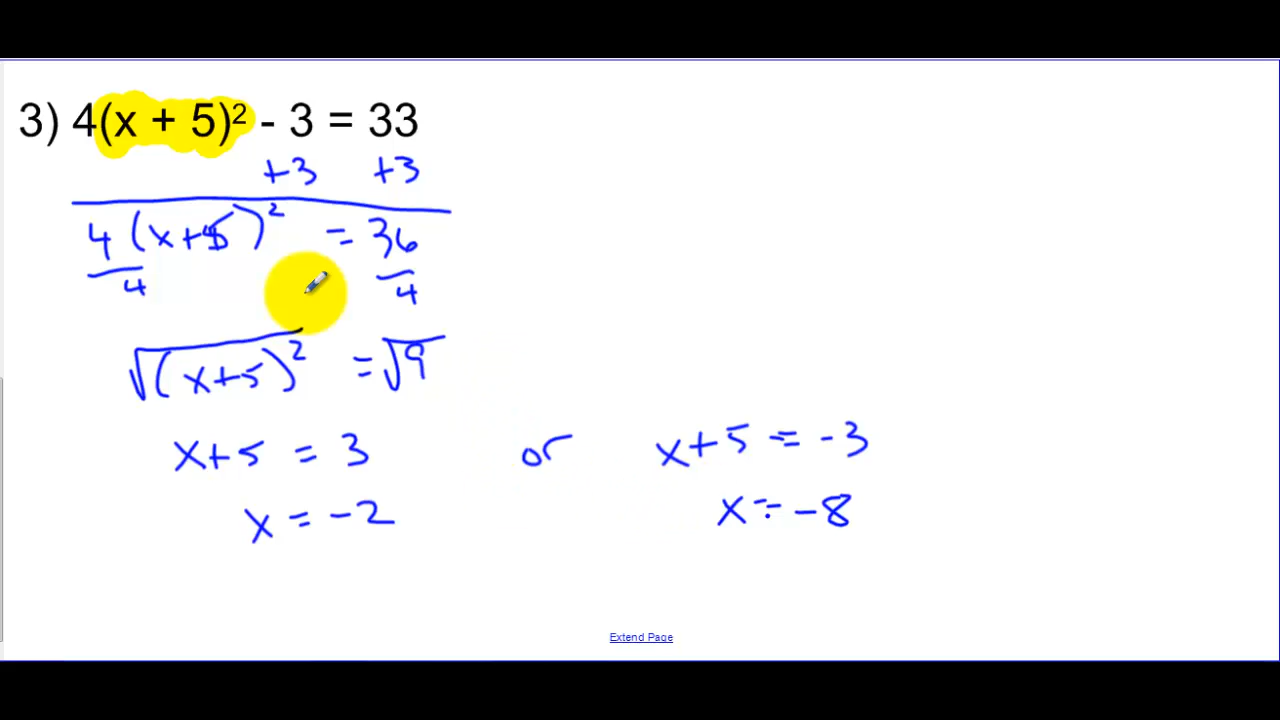 3) 4(x + 5)² - 3 = 33
+3 +3
4(x+5)² = 36
4 4
√(x+5)² = √9
x+5 = 3 or x+5 = -3
x = -2 x = -8
Extend Page